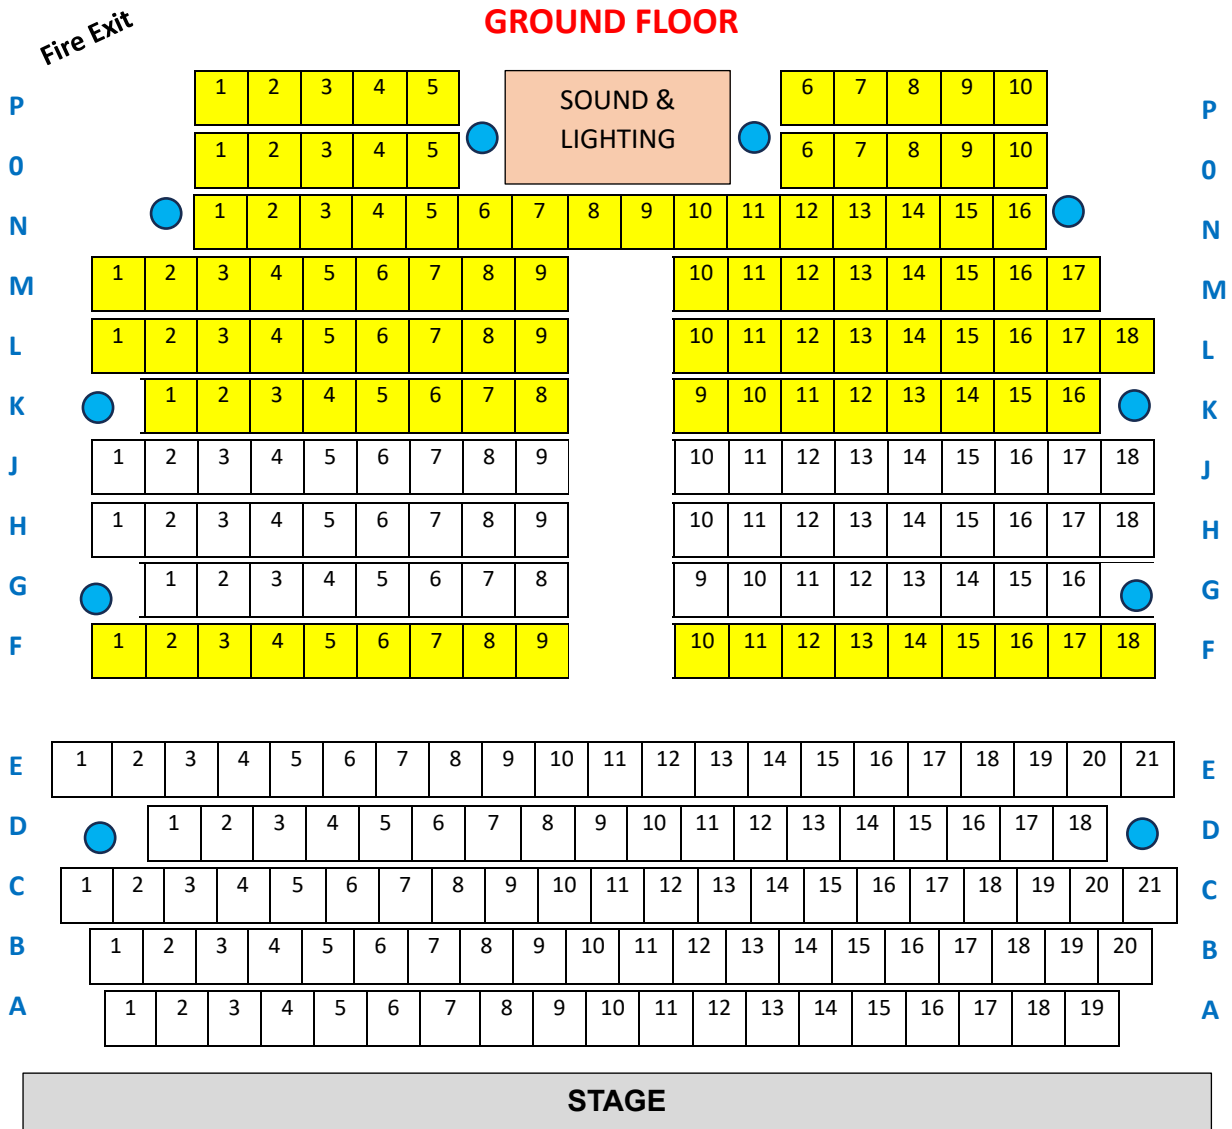 GROUND FLOOR
Fire Exit
P 1 2 3 4 5 6 7 8 9 10 P
SOUND &
LIGHTING
0 1 2 3 4 5 6 7 8 9 10 0
N 1 2 3 4 5 6 7 8 9 10 11 12 13 14 15 16 N
M 1 2 3 4 5 6 7 8 9 10 11 12 13 14 15 16 17 M
L 1 2 3 4 5 6 7 8 9 10 11 12 13 14 15 16 17 18 L
K 1 2 3 4 5 6 7 8 9 10 11 12 13 14 15 16 K
J 1 2 3 4 5 6 7 8 9 10 11 12 13 14 15 16 17 18 J
H 1 2 3 4 5 6 7 8 9 10 11 12 13 14 15 16 17 18 H
G 1 2 3 4 5 6 7 8 9 10 11 12 13 14 15 16 G
F 1 2 3 4 5 6 7 8 9 10 11 12 13 14 15 16 17 18 F
E 1 2 3 4 5 6 7 8 9 10 11 12 13 14 15 16 17 18 19 20 21 E
D 1 2 3 4 5 6 7 8 9 10 11 12 13 14 15 16 17 18 D
C 1 2 3 4 5 6 7 8 9 10 11 12 13 14 15 16 17 18 19 20 21 C
B 1 2 3 4 5 6 7 8 9 10 11 12 13 14 15 16 17 18 19 20 B
A 1 2 3 4 5 6 7 8 9 10 11 12 13 14 15 16 17 18 19 A
STAGE